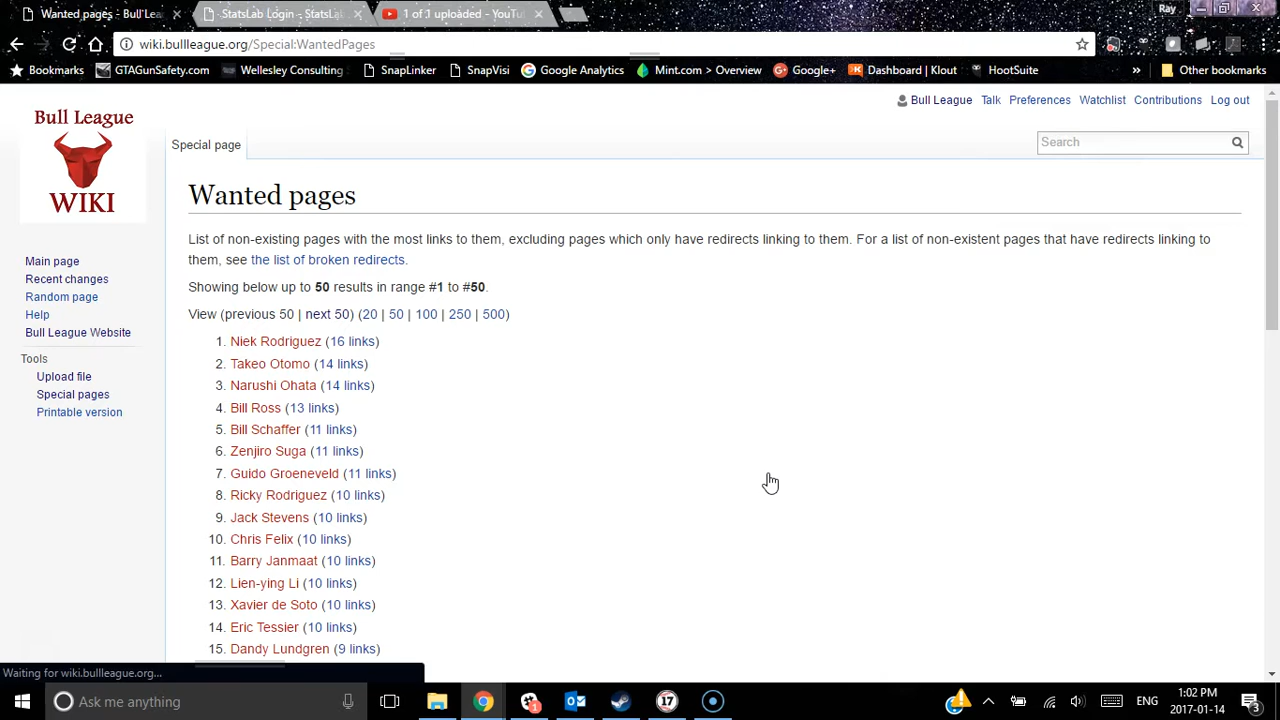 Wanted pages - Bull Lea
StatsLab Login - StatsL
1 of 1 uploaded - YouTu
Ray
wiki.bullleague.org/Special:WantedPages
Bookmarks GTAGunSafety.com Wellesley Consulting SnapLinker SnapVisi Google Analytics Mint.com > Overview Google+ Dashboard | Klout HootSuite » Other bookmarks
Bull League
WIKI
Bull League Talk Preferences Watchlist Contributions Log out
Special page
Search
Main page
Recent changes
Random page
Help
Bull League Website
Tools
Upload file
Special pages
Printable version
Wanted pages
List of non-existing pages with the most links to them, excluding pages which only have redirects linking to them. For a list of non-existent pages that have redirects linking to
them, see the list of broken redirects.
Showing below up to 50 results in range #1 to #50.
View (previous 50 | next 50) (20 | 50 | 100 | 250 | 500)
1. Niek Rodriguez (16 links)
2. Takeo Otomo (14 links)
3. Narushi Ohata (14 links)
4. Bill Ross (13 links)
5. Bill Schaffer (11 links)
6. Zenjiro Suga (11 links)
7. Guido Groeneveld (11 links)
8. Ricky Rodriguez (10 links)
9. Jack Stevens (10 links)
10. Chris Felix (10 links)
11. Barry Janmaat (10 links)
12. Lien-ying Li (10 links)
13. Xavier de Soto (10 links)
14. Eric Tessier (10 links)
15. Dandy Lundgren (9 links)
Waiting for wiki.bullleague.org...
Ask me anything
1
17
ENG
1:02 PM
2017-01-14
3